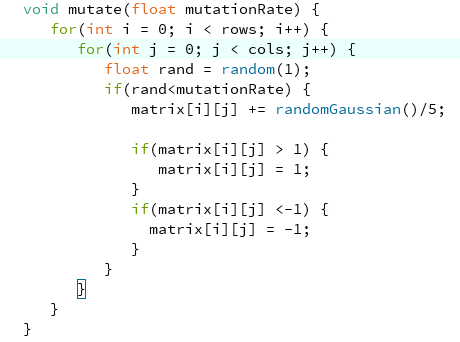 void mutate(float mutationRate) {
   for(int i = 0; i < rows; i++) {
      for(int j = 0; j < cols; j++) {
         float rand = random(1);
         if(rand<mutationRate) {
            matrix[i][j] += randomGaussian()/5;

            if(matrix[i][j] > 1) {
               matrix[i][j] = 1;
            }
            if(matrix[i][j] <-1) {
              matrix[i][j] = -1;
            }
         }
      }
   }
}